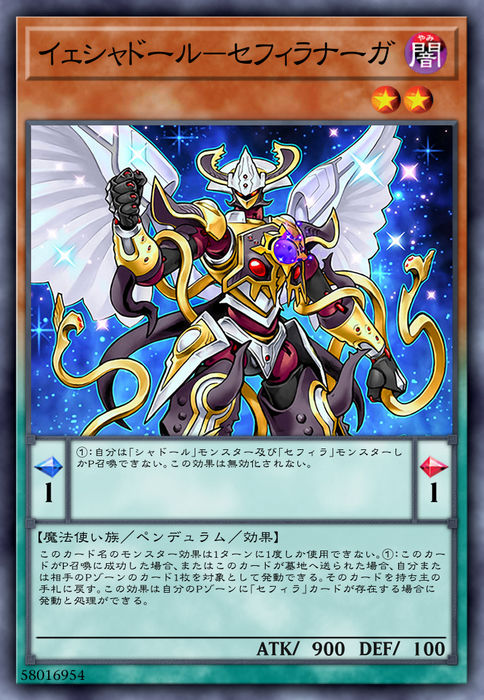 イェシャドール－セフィラナーガ
やみ
闇
①:自分は「シャドール」モンスター及び「セフィラ」モンスターし
かP召喚できない。この効果は無効化されない。
1
1
【魔法使い族／ペンデュラム／効果】
このカード名のモンスター効果は1ターンに1度しか使用できない。①:このカー
ドがP召喚に成功した場合、またはこのカードが墓地へ送られた場合、自分また
は相手のPゾーンのカード1枚を対象として発動できる。そのカードを持ち主の
手札に戻す。この効果は自分のPゾーンに「セフィラ」カードが存在する場合に
発動と処理ができる。
ATK/ 900 DEF/ 100
58016954